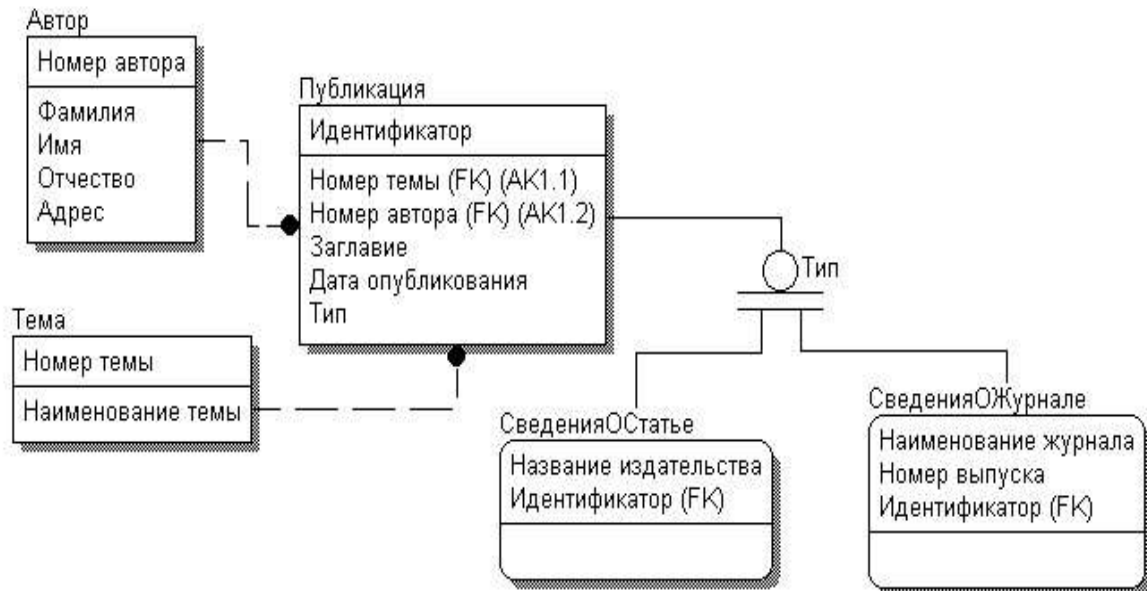 Автор
Номер автора
Фамилия
Имя
Отчество
Адрес
Публикация
Идентификатор
Номер темы (FK) (AK1.1)
Номер автора (FK) (AK1.2)
Заглавие
Дата опубликования
Тип
Тип
Тема
Номер темы
Наименование темы
СведенияОСтатье
Название издательства
Идентификатор (FK)
СведенияОЖурнале
Наименование журнала
Номер выпуска
Идентификатор (FK)